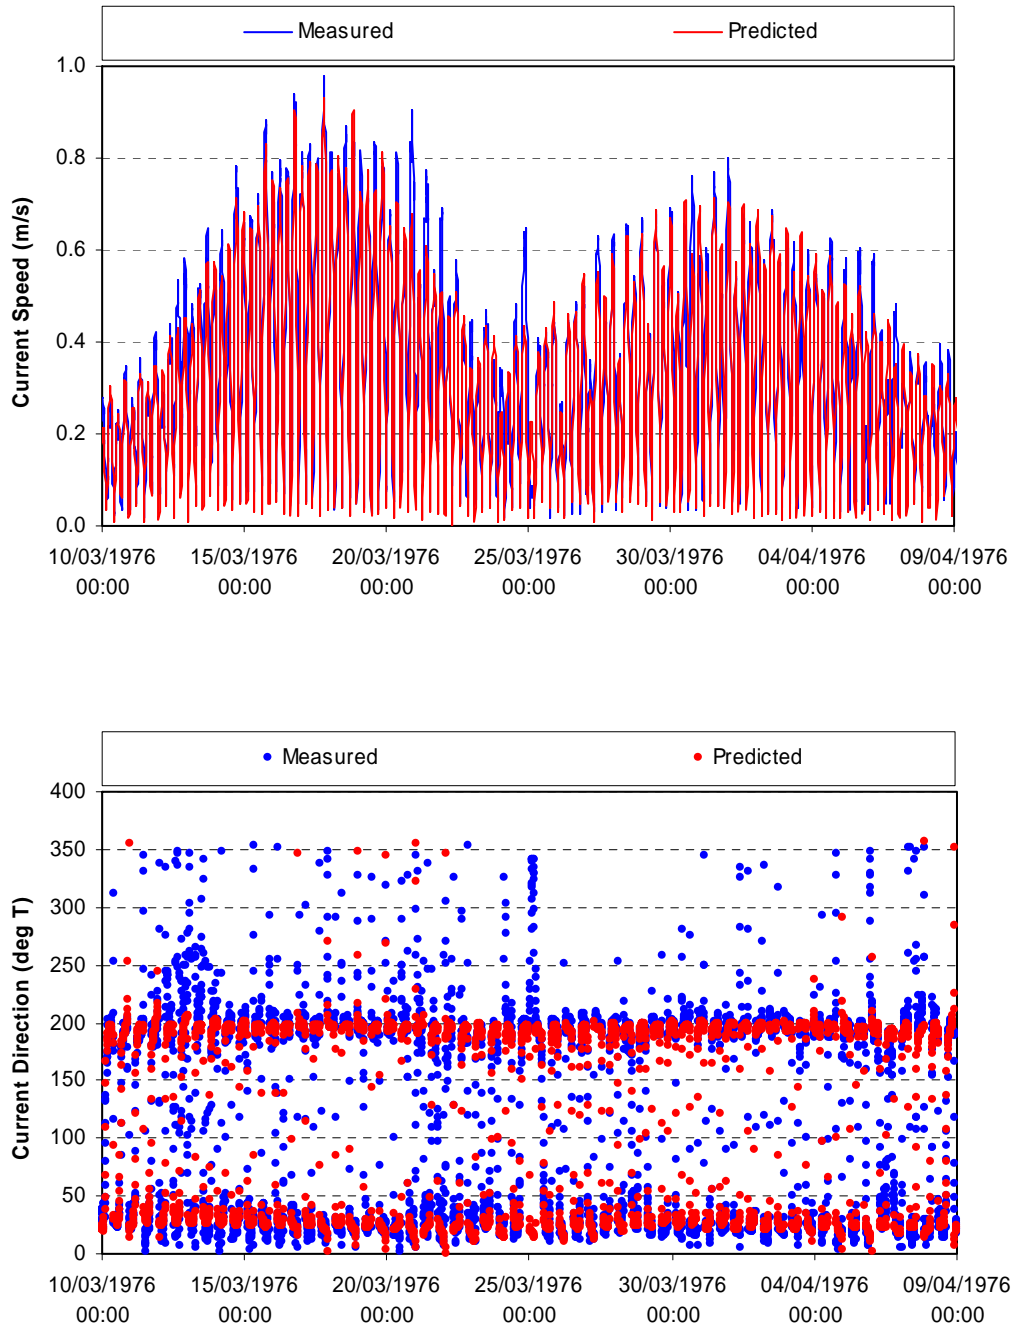 Measured Predicted
1.0
0.8
0.6
0.4
0.2
0.0
Current Speed (m/s)
10/03/1976 15/03/1976 20/03/1976 25/03/1976 30/03/1976 04/04/1976 09/04/1976
00:00 00:00 00:00 00:00 00:00 00:00 00:00
Measured Predicted
400
350
300
250
200
150
100
50
0
Current Direction (deg T)
10/03/1976 15/03/1976 20/03/1976 25/03/1976 30/03/1976 04/04/1976 09/04/1976
00:00 00:00 00:00 00:00 00:00 00:00 00:00